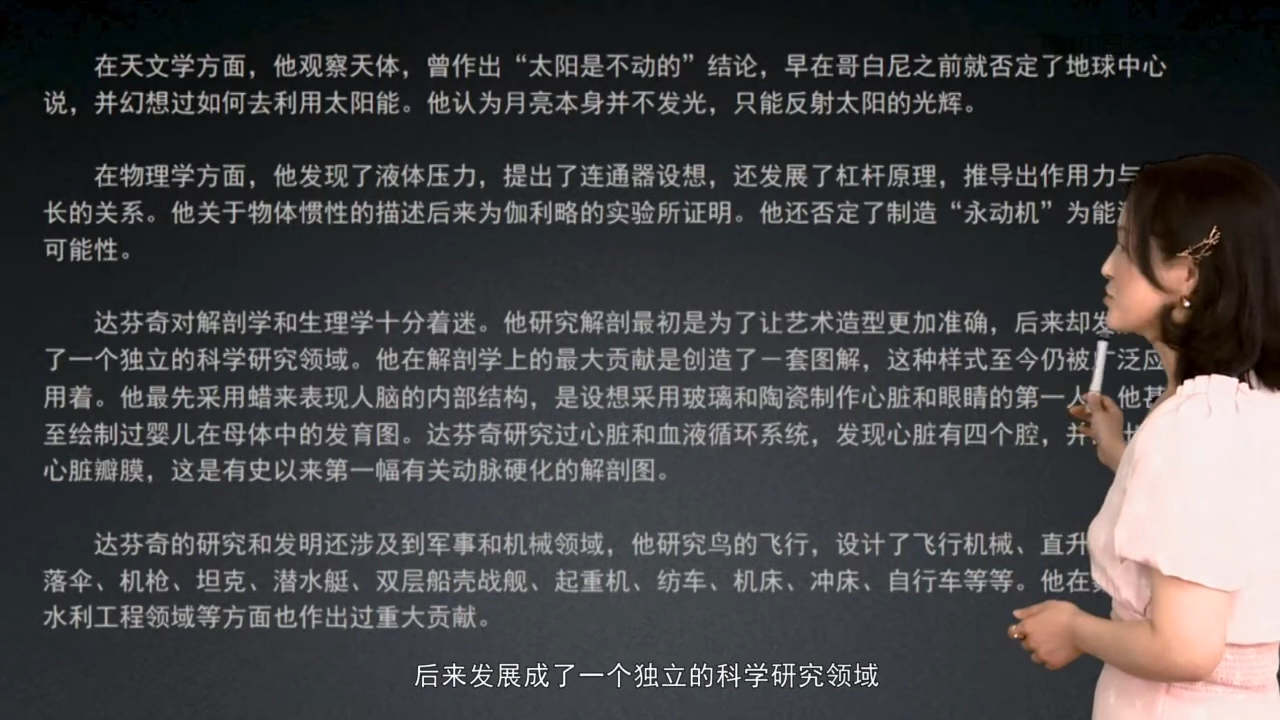 在天文学方面，他观察天体，曾作出“太阳是不动的”结论，早在哥白尼之前就否定了地球中心
说，并幻想过如何去利用太阳能。他认为月亮本身并不发光，只能反射太阳的光辉。
在物理学方面，他发现了液体压力，提出了连通器设想，还发展了杠杆原理，推导出作用力与
长的关系。他关于物体惯性的描述后来为伽利略的实验所证明。他还否定了制造“永动机”为能
可能性。
达芬奇对解剖学和生理学十分着迷。他研究解剖最初是为了让艺术造型更加准确，后来却发
了一个独立的科学研究领域。他在解剖学上的最大贡献是创造了一套图解，这种样式至今仍被广泛应
用着。他最先采用蜡来表现人脑的内部结构，是设想采用玻璃和陶瓷制作心脏和眼睛的第一人 他甚
至绘制过婴儿在母体中的发育图。达芬奇研究过心脏和血液循环系统，发现心脏有四个腔，并
心脏瓣膜，这是有史以来第一幅有关动脉硬化的解剖图。
达芬奇的研究和发明还涉及到军事和机械领域，他研究鸟的飞行，设计了飞行机械、直升
落伞、机枪、坦克、潜水艇、双层船壳战舰、起重机、纺车、机床、冲床、自行车等等。他在
水利工程领域等方面也作出过重大贡献。
后来发展成了一个独立的科学研究领域